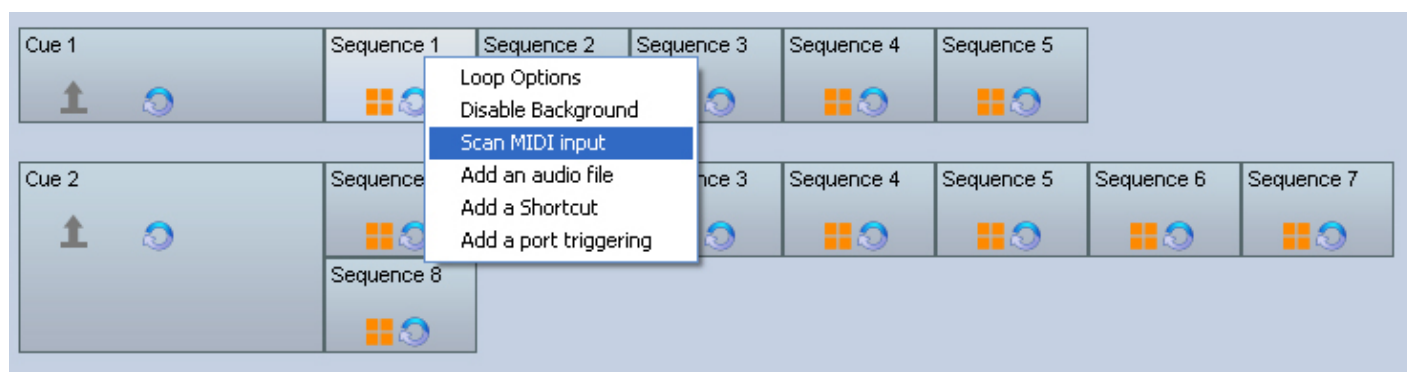 Cue 1
Sequence 1
Sequence 2
Sequence 3
Sequence 4
Sequence 5
Loop Options
Disable Background
Scan MIDI input
Add an audio file
Add a Shortcut
Add a port triggering
Cue 2
Sequence
3
Sequence 4
Sequence 5
Sequence 6
Sequence 7
Sequence 8